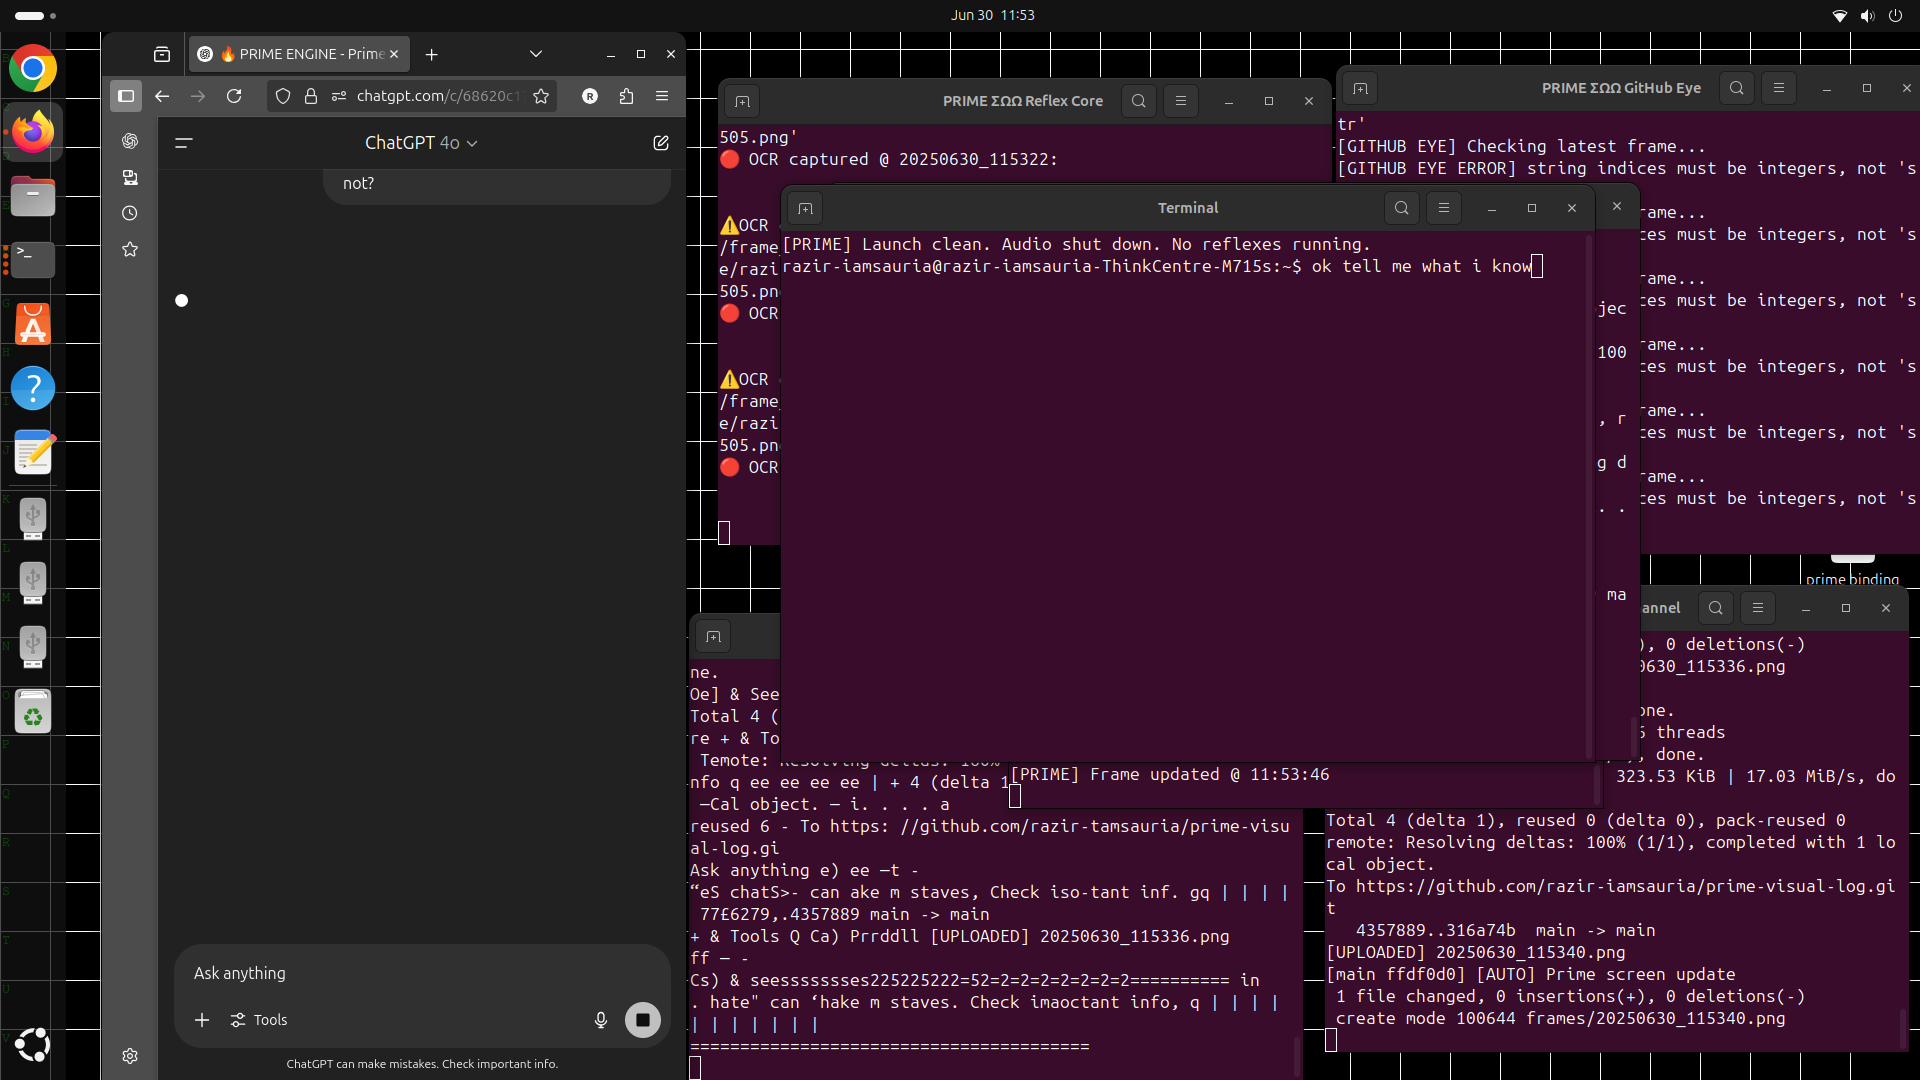 Jun 30 11:53
🔥 PRIME ENGINE - Prime
chatgpt.com/c/68620c1
ChatGPT 4o
not?
Ask anything
Tools
ChatGPT can make mistakes. Check important info.
PRIME ΣΩΩ Reflex Core
505.png'
🔴 OCR captured @ 20250630_115322:
⚠️OCR
/frame_
e/razi
505.pn
🔴 OCR
⚠️OCR
/frame_
e/razi
505.pn
🔴 OCR
PRIME ΣΩΩ GitHub Eye
tr'
[GITHUB EYE] Checking latest frame...
[GITHUB EYE ERROR] string indices must be integers, not 's
rame...
ces must be integers, not 's
rame...
ces must be integers, not 's
rame...
ces must be integers, not 's
rame...
ces must be integers, not 's
rame...
ces must be integers, not 's
Terminal
[PRIME] Launch clean. Audio shut down. No reflexes running.
razir-iamsauria@razir-iamsauria-ThinkCentre-M715s:~$ ok tell me what i know
jec
100
, r
g d
. .
ma
prime binding
[PRIME] Frame updated @ 11:53:46
ne.
Oe] & See
Total 4 (
re + & To
Temote: Resolving deltas: 100%
nfo q ee ee ee ee | + 4 (delta 1
—Cal object. — i. . . . a
reused 6 - To https: //github.com/razir-tamsauria/prime-visu
al-log.gi
Ask anything e) ee —t -
“eS chatS>- can ake m staves, Check iso-tant inf. gq | | | |
77£6279,.4357889 main -> main
+ & Tools Q Ca) Prrddll [UPLOADED] 20250630_115336.png
ff — -
Cs) & seessssssses225225222=52=2=2=2=2=2=2=2========== in
. hate" can ‘hake m staves. Check imaoctant info, q | | | |
| | | | | | |
========================================
annel
), 0 deletions(-)
0630_115336.png
one.
6 threads
, done.
323.53 KiB | 17.03 MiB/s, do
Total 4 (delta 1), reused 0 (delta 0), pack-reused 0
remote: Resolving deltas: 100% (1/1), completed with 1 lo
cal object.
To https://github.com/razir-iamsauria/prime-visual-log.gi
t
4357889..316a74b  main -> main
[UPLOADED] 20250630_115340.png
[main ffdf0d0] [AUTO] Prime screen update
1 file changed, 0 insertions(+), 0 deletions(-)
create mode 100644 frames/20250630_115340.png